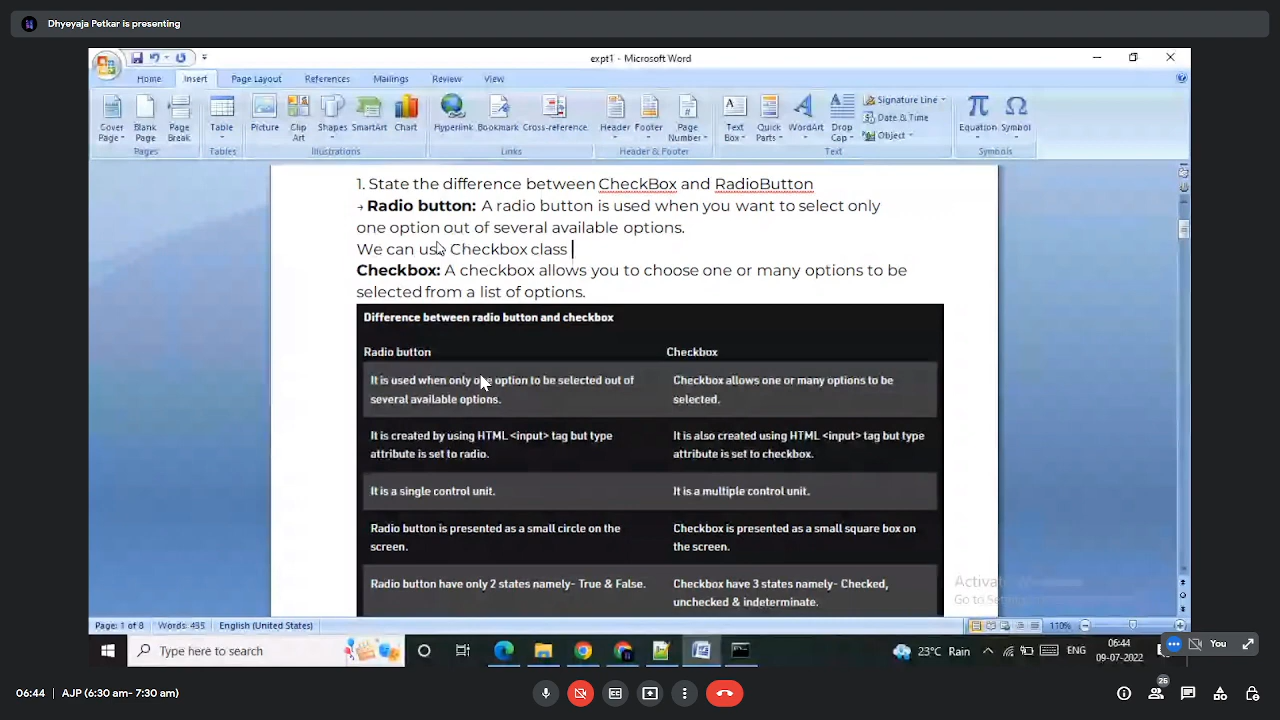 Dhyeyaja Petkar is presenting
expt1 - Microsoft Word
Home Insert Page Layout References Mailings Review View
Cover Page Blank Page Page Break Table Picture Clip Art Shapes SmartArt Chart Hyperlink Bookmark Cross-reference Header Footer Page Number Text Box Quick Parts WordArt Drop Cap Signature Line Date & Time Object Equation Symbol
Pages Tables Illustrations Links Header & Footer Text Symbols
1. State the difference between CheckBox and RadioButton
→ Radio button: A radio button is used when you want to select only
one option out of several available options.
We can use Checkbox class
Checkbox: A checkbox allows you to choose one or many options to be
selected from a list of options.
Difference between radio button and checkbox
Radio button Checkbox
It is used when only one option to be selected out of
several available options.
Checkbox allows one or many options to be
selected.
It is created by using HTML <input> tag but type
attribute is set to radio.
It is also created using HTML <input> tag but type
attribute is set to checkbox.
It is a single control unit.
It is a multiple control unit.
Radio button is presented as a small circle on the
screen.
Checkbox is presented as a small square box on
the screen.
Radio button have only 2 states namely- True & False.
Checkbox have 3 states namely- Checked,
unchecked & indeterminate.
Page: 1 of 8 Words: 435 English (United States) 110%
Type here to search
23°C Rain ENG
06:44
09-07-2022
You
06:44 AJP (6:30 am- 7:30 am)
26